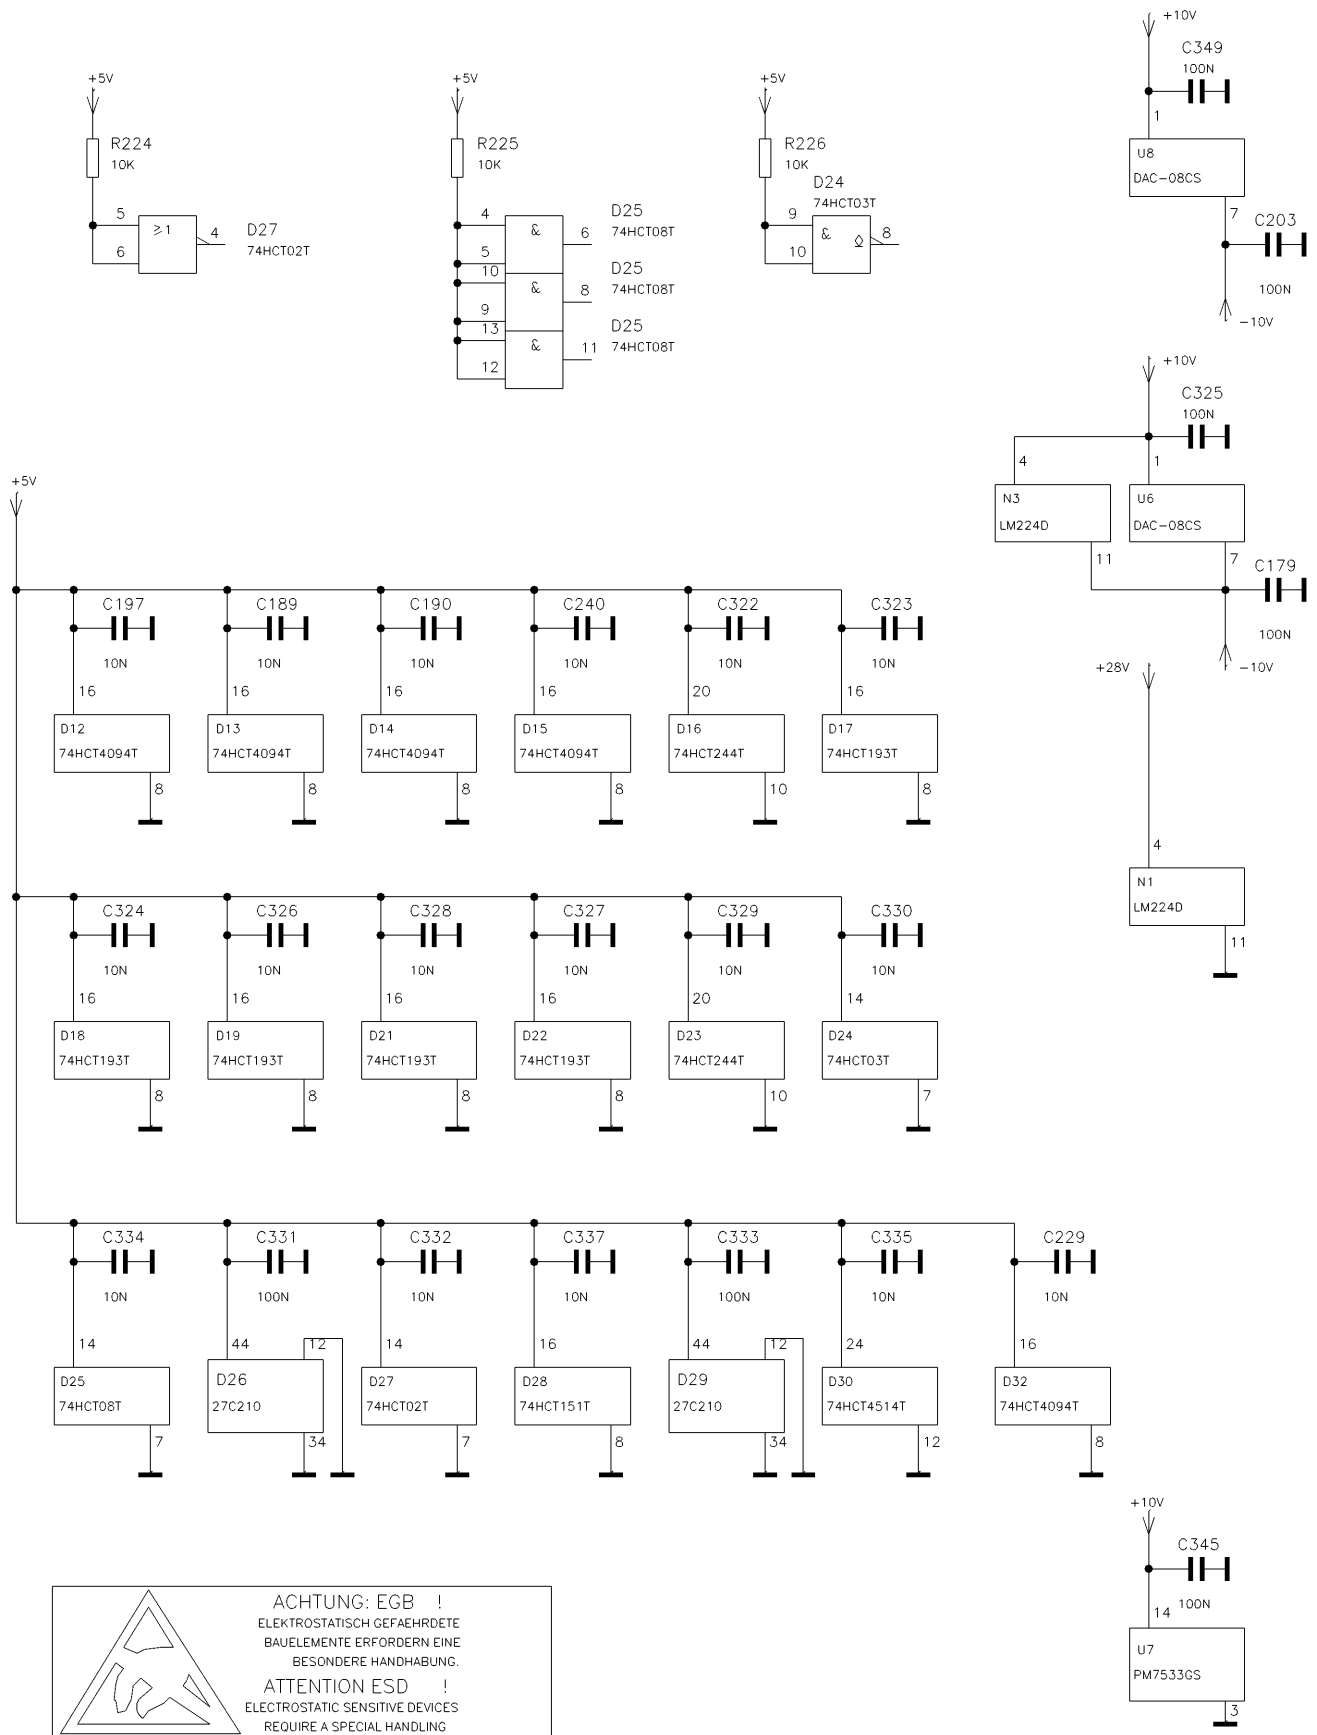 +10V
C349
100N
1
U8
DAC-08CS
7
C203
100N
-10V
+5V
R224
10K
5
6
≥1
4
D27
74HCT02T
+5V
R225
10K
4
5
&
6
D25
74HCT08T
10
9
&
8
D25
74HCT08T
13
12
&
11
D25
74HCT08T
+5V
R226
10K
D24
74HCT03T
9
10
&
8
+10V
C325
100N
4
1
N3
LM224D
U6
DAC-08CS
11
7
C179
100N
-10V
+28V
4
N1
LM224D
11
+5V
C197 C189 C190 C240 C322 C323
10N 10N 10N 10N 10N 10N
16 16 16 16 20 16
D12 D13 D14 D15 D16 D17
74HCT4094T 74HCT4094T 74HCT4094T 74HCT4094T 74HCT244T 74HCT193T
8 8 8 8 10 8
C324 C326 C328 C327 C329 C330
10N 10N 10N 10N 10N 10N
16 16 16 16 20 14
D18 D19 D21 D22 D23 D24
74HCT193T 74HCT193T 74HCT193T 74HCT193T 74HCT244T 74HCT03T
8 8 8 8 10 7
C334 C331 C332 C337 C333 C335 C229
10N 100N 10N 10N 100N 10N 10N
14 44 12 14 16 44 12 24 16
D25 D26 D27 D28 D29 D30 D32
74HCT08T 27C210 74HCT02T 74HCT151T 27C210 74HCT4514T 74HCT4094T
7 34 7 8 34 12 8
+10V
C345
100N
14
U7
PM7533GS
3
ACHTUNG: EGB !
ELEKTROSTATISCH GEFAEHRDETE
BAUELEMENTE ERFORDERN EINE
BESONDERE HANDHABUNG.
ATTENTION ESD !
ELECTROSTATIC SENSITIVE DEVICES
REQUIRE A SPECIAL HANDLING